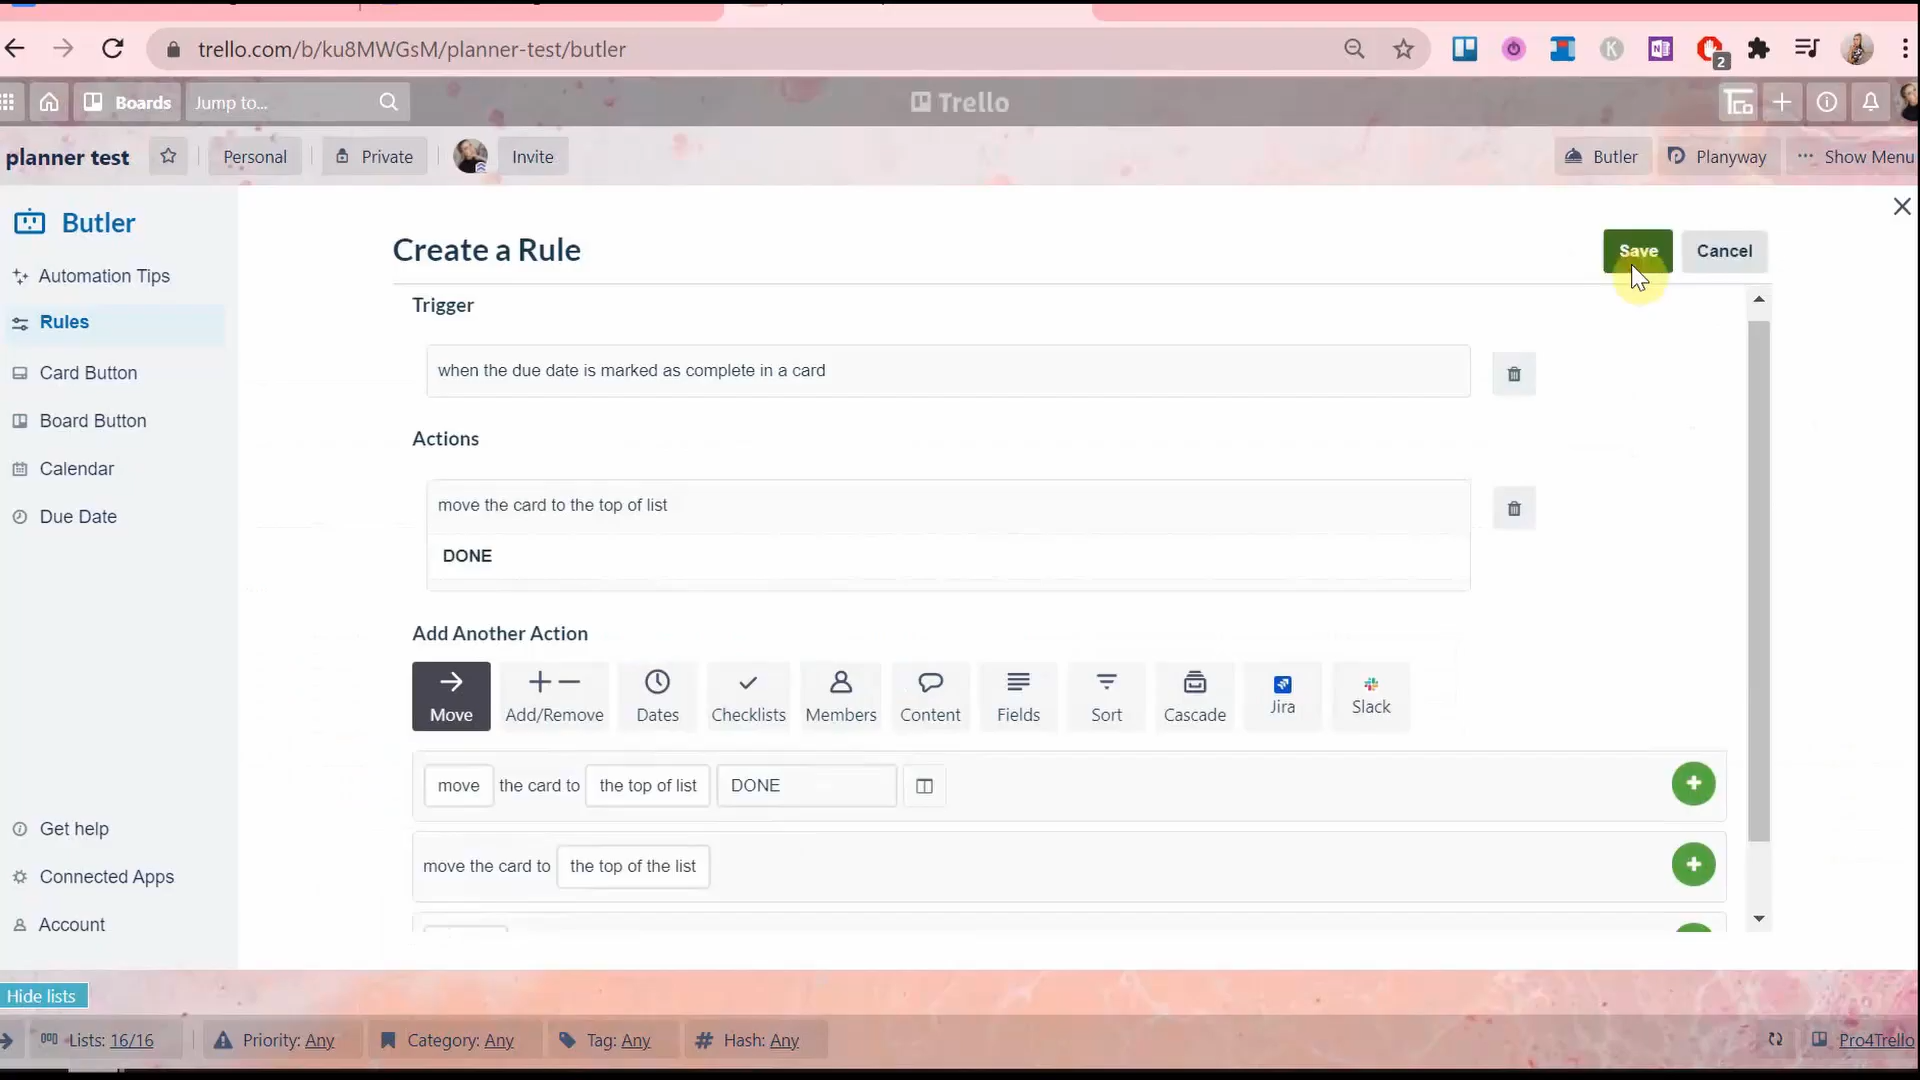 trello.com/b/ku8MWGsM/planner-test/butler
K
2
Boards
Jump to...
Trello
planner test
Personal
Private
Invite
Butler
Planyway
Show Menu
Butler
Automation Tips
Rules
Card Button
Board Button
Calendar
Due Date
Get help
Connected Apps
Account
Create a Rule
Save
Cancel
Trigger
when the due date is marked as complete in a card
Actions
move the card to the top of list
DONE
Add Another Action
Move
Add/Remove
Dates
Checklists
Members
Content
Fields
Sort
Cascade
Jira
Slack
move the card to the top of list DONE
move the card to the top of the list
Hide lists
Lists: 16/16
Priority: Any
Category: Any
Tag: Any
Hash: Any
Pro4Trello